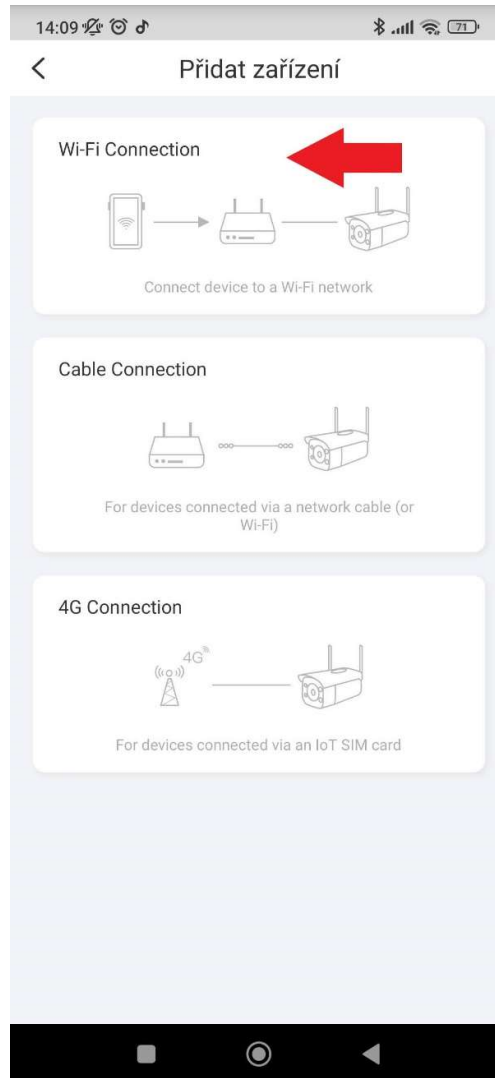 14:09 71
Přidat zařízení
Wi-Fi Connection
Connect device to a Wi-Fi network
Cable Connection
For devices connected via a network cable (or
Wi-Fi)
4G Connection
4G
For devices connected via an IoT SIM card